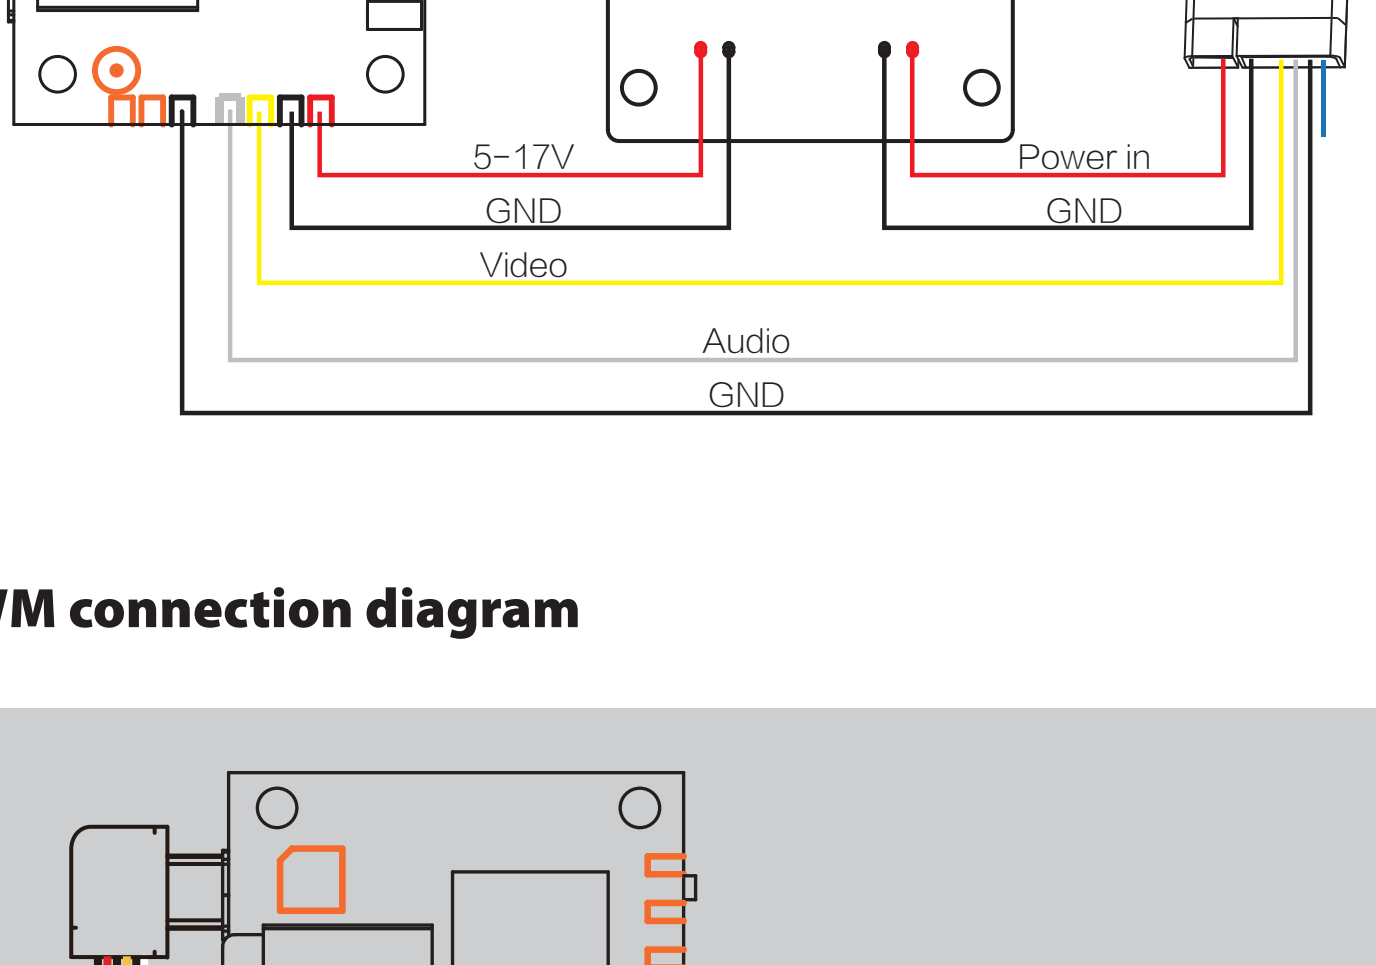 5-17V
Power in
GND
GND
Video
Audio
GND
connection diagram